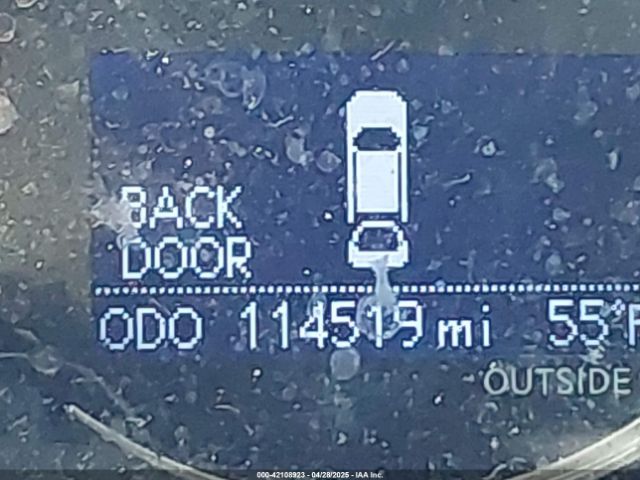 BACK
DOOR
ODO 114519 mi 55°F
OUTSIDE
000-42108923 - 04/28/2025 - IAA Inc.